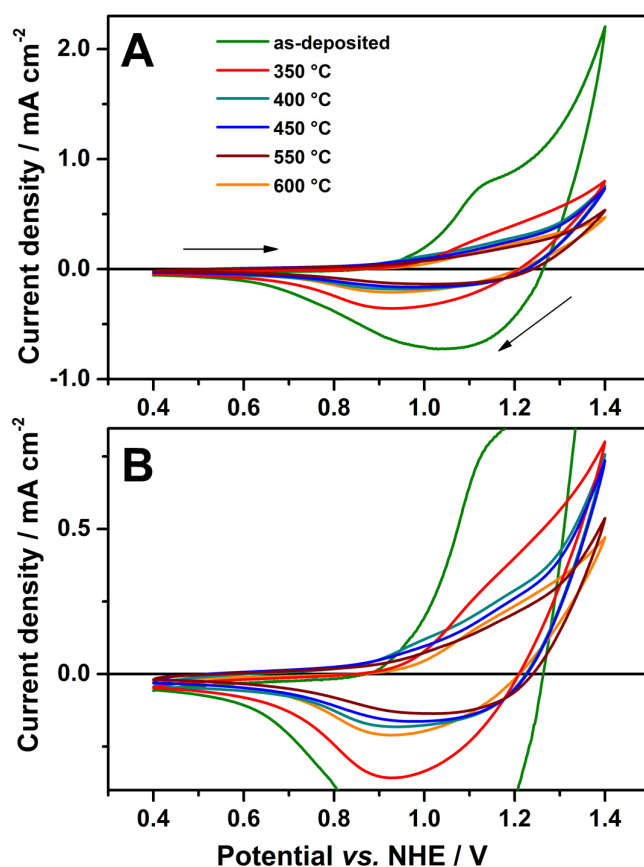 A
as-deposited
350 °C
400 °C
450 °C
550 °C
600 °C
2.0
1.0
0.0
-1.0
Current density / mA cm-2
0.4 0.6 0.8 1.0 1.2 1.4
B
0.5
0.0
Current density / mA cm-2
0.4 0.6 0.8 1.0 1.2 1.4
Potential vs. NHE / V